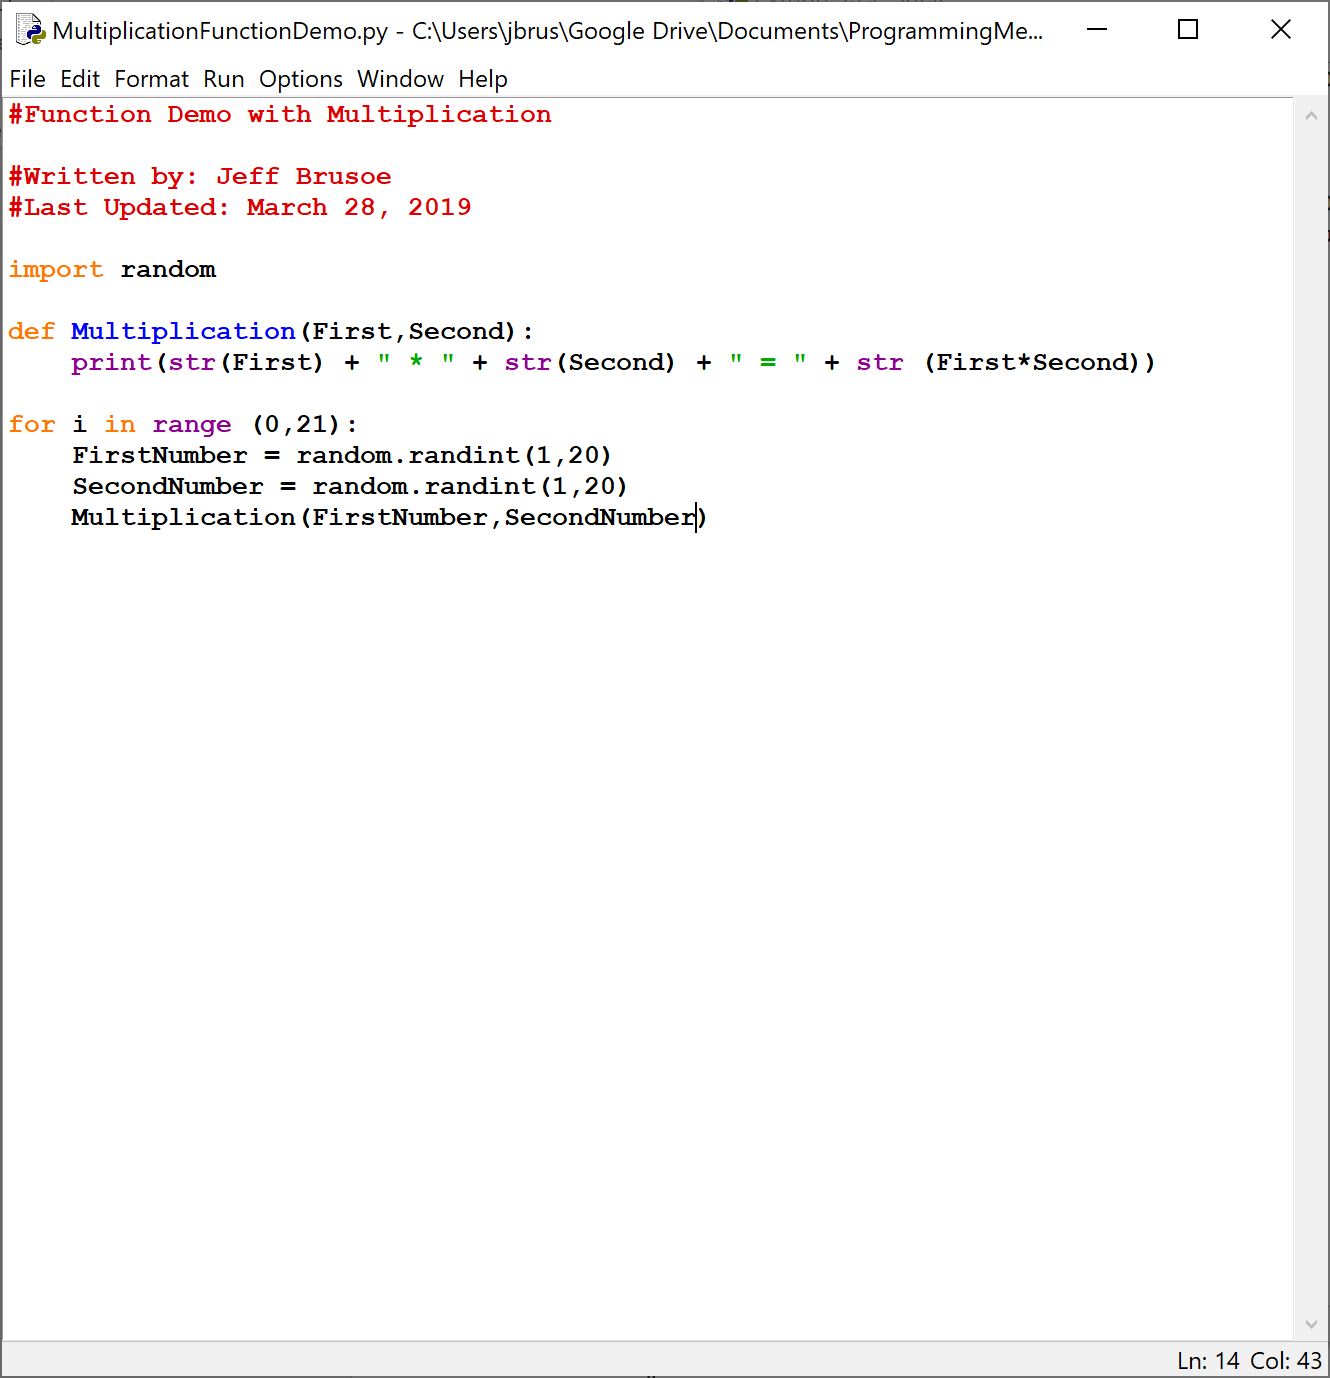 MultiplicationFunctionDemo.py - C:\Users\jbrus\Google Drive\Documents\ProgrammingMe...
File Edit Format Run Options Window Help
#Function Demo with Multiplication
#Written by: Jeff Brusoe
#Last Updated: March 28, 2019
import random
def Multiplication(First,Second):
    print(str(First) + " * " + str(Second) + " = " + str (First*Second))
for i in range (0,21):
    FirstNumber = random.randint(1,20)
    SecondNumber = random.randint(1,20)
    Multiplication(FirstNumber,SecondNumber)
Ln: 14 Col: 43